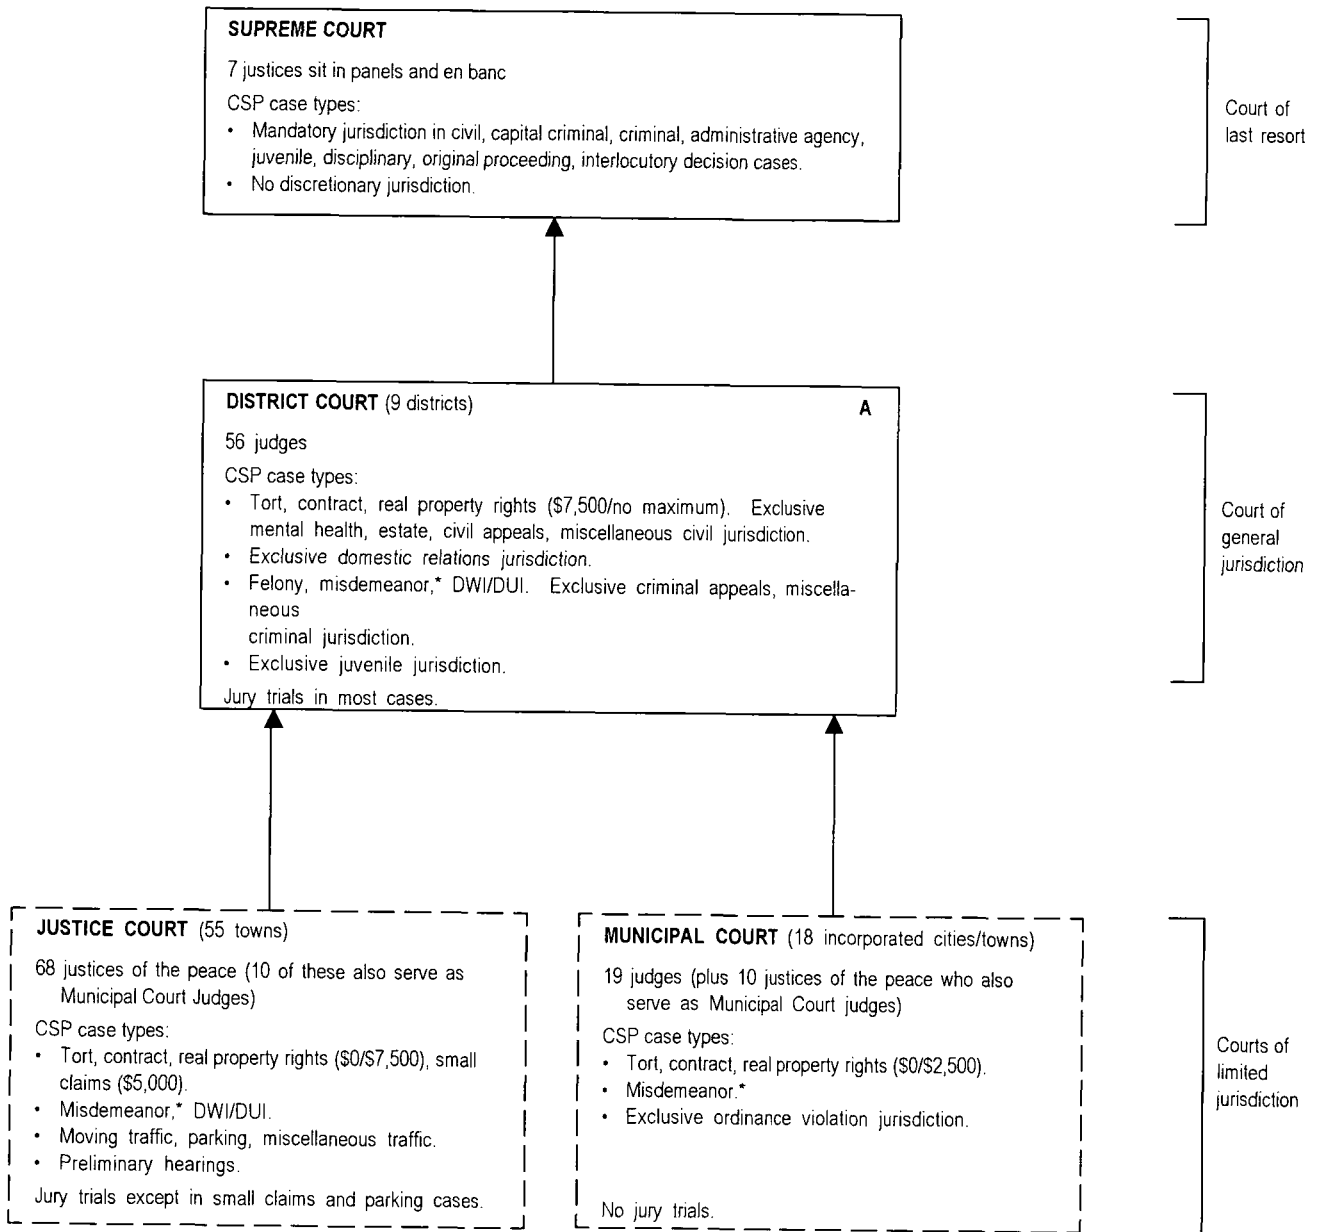 SUPREME COURT
7 justices sit in panels and en banc
CSP case types:
• Mandatory jurisdiction in civil, capital criminal, criminal, administrative agency,
juvenile, disciplinary, original proceeding, interlocutory decision cases.
• No discretionary jurisdiction.
Court of
last resort
DISTRICT COURT (9 districts) A
56 judges
CSP case types:
• Tort, contract, real property rights ($7,500/no maximum). Exclusive
mental health, estate, civil appeals, miscellaneous civil jurisdiction.
• Exclusive domestic relations jurisdiction.
• Felony, misdemeanor,* DWI/DUI. Exclusive criminal appeals, miscella-
neous
criminal jurisdiction.
• Exclusive juvenile jurisdiction.
Jury trials in most cases.
Court of
general
jurisdiction
JUSTICE COURT (55 towns)
68 justices of the peace (10 of these also serve as
Municipal Court Judges)
CSP case types:
• Tort, contract, real property rights ($0/$7,500), small
claims ($5,000).
• Misdemeanor,* DWI/DUI.
• Moving traffic, parking, miscellaneous traffic.
• Preliminary hearings.
Jury trials except in small claims and parking cases.
MUNICIPAL COURT (18 incorporated cities/towns)
19 judges (plus 10 justices of the peace who also
serve as Municipal Court judges)
CSP case types:
• Tort, contract, real property rights ($0/$2,500).
• Misdemeanor.*
• Exclusive ordinance violation jurisdiction.
No jury trials.
Courts of
limited
jurisdiction